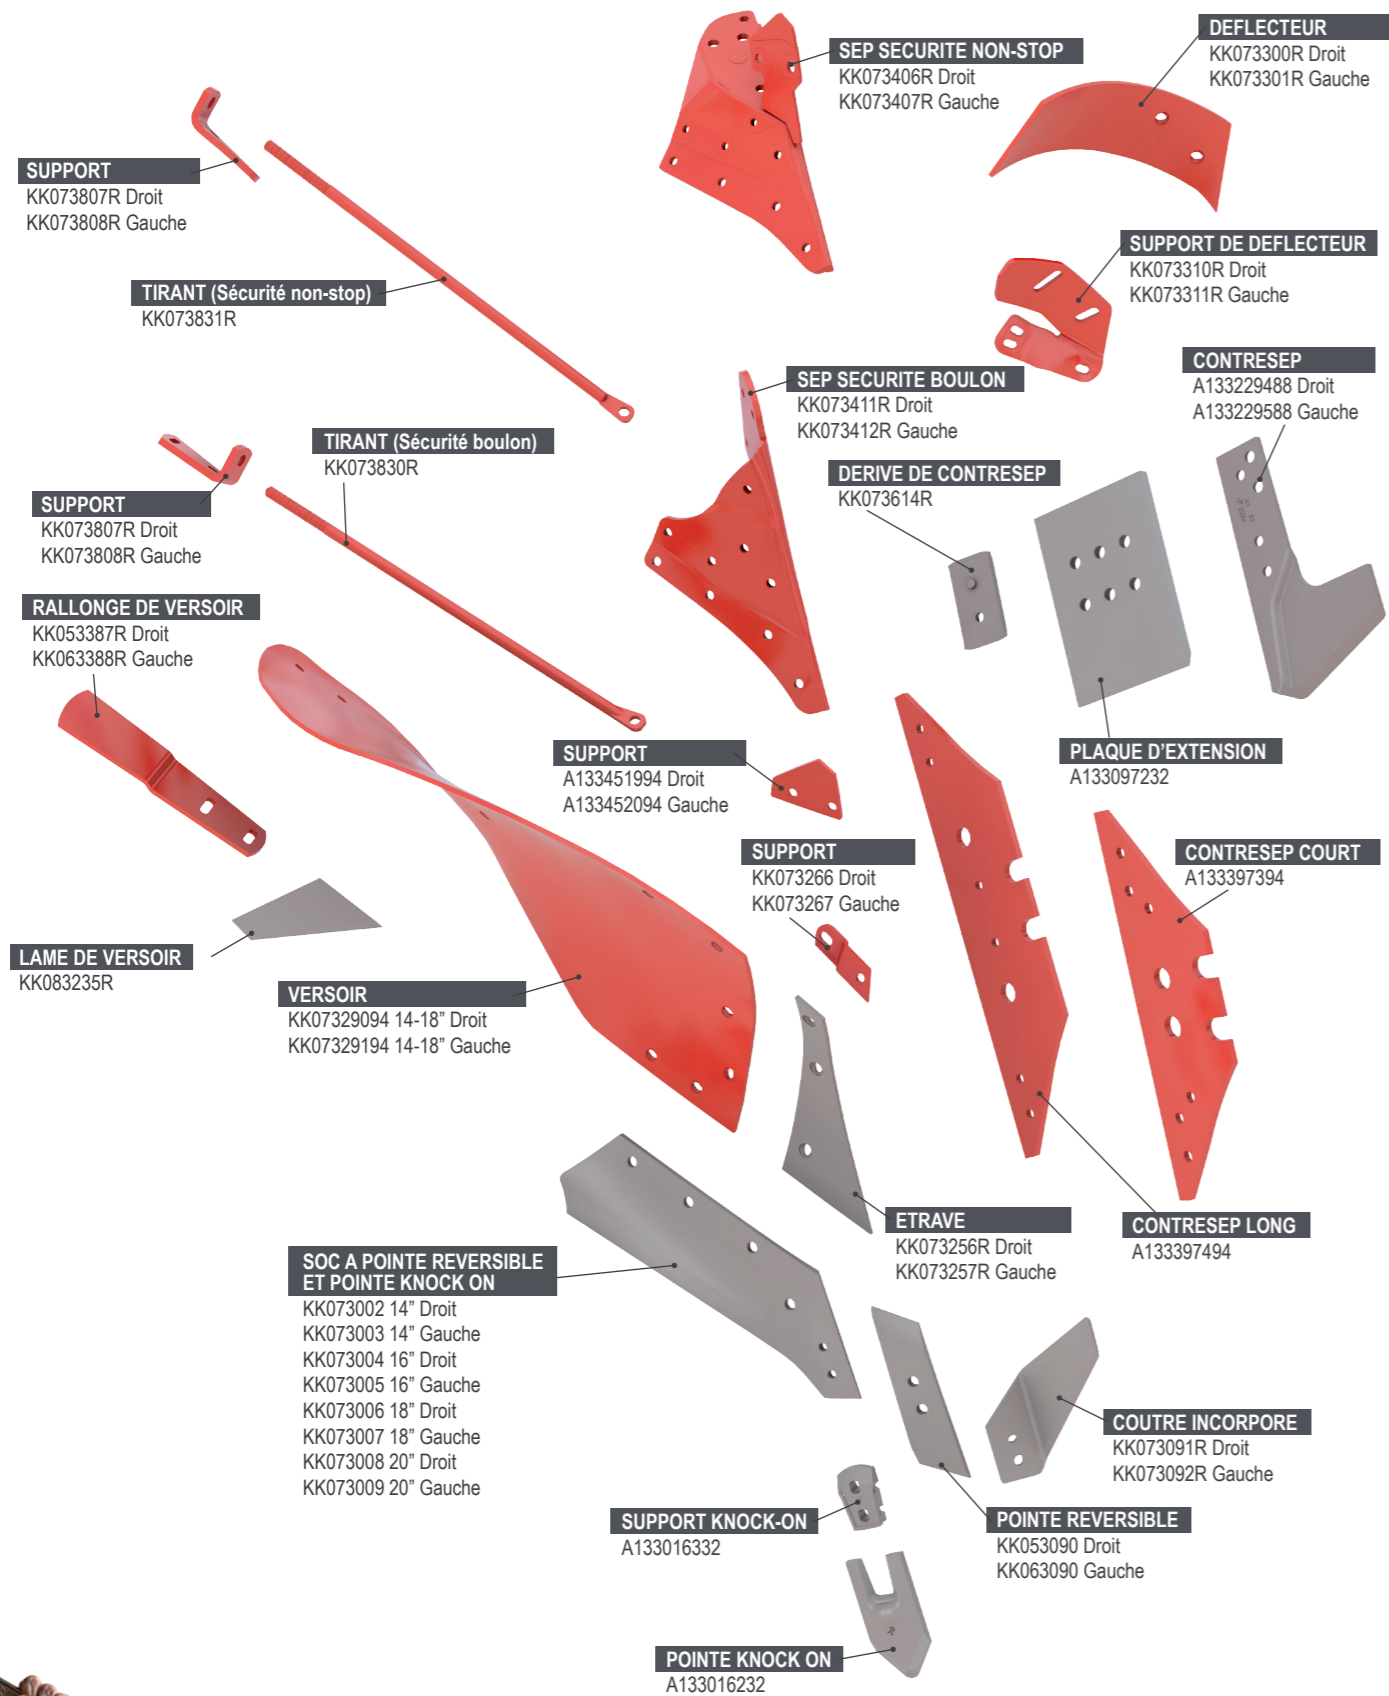 DEFLECTEUR
KK073300R Droit
KK073301R Gauche
SEP SECURITE NON-STOP
KK073406R Droit
KK073407R Gauche
SUPPORT
KK073807R Droit
KK073808R Gauche
SUPPORT DE DEFLECTEUR
KK073310R Droit
KK073311R Gauche
TIRANT (Sécurité non-stop)
KK073831R
CONTRESEP
A133229488 Droit
A133229588 Gauche
SEP SECURITE BOULON
KK073411R Droit
KK073412R Gauche
TIRANT (Sécurité boulon)
KK073830R
DERIVE DE CONTRESEP
KK073614R
SUPPORT
KK073807R Droit
KK073808R Gauche
RALLONGE DE VERSOIR
KK053387R Droit
KK063388R Gauche
SUPPORT
A133451994 Droit
A133452094 Gauche
PLAQUE D’EXTENSION
A133097232
SUPPORT
KK073266 Droit
KK073267 Gauche
CONTRESEP COURT
A133397394
LAME DE VERSOIR
KK083235R
VERSOIR
KK07329094 14-18” Droit
KK07329194 14-18” Gauche
ETRAVE
KK073256R Droit
KK073257R Gauche
CONTRESEP LONG
A133397494
SOC A POINTE REVERSIBLE
ET POINTE KNOCK ON
KK073002 14” Droit
KK073003 14” Gauche
KK073004 16” Droit
KK073005 16” Gauche
KK073006 18” Droit
KK073007 18” Gauche
KK073008 20” Droit
KK073009 20” Gauche
COUTRE INCORPORE
KK073091R Droit
KK073092R Gauche
SUPPORT KNOCK-ON
A133016332
POINTE REVERSIBLE
KK053090 Droit
KK063090 Gauche
POINTE KNOCK ON
A133016232